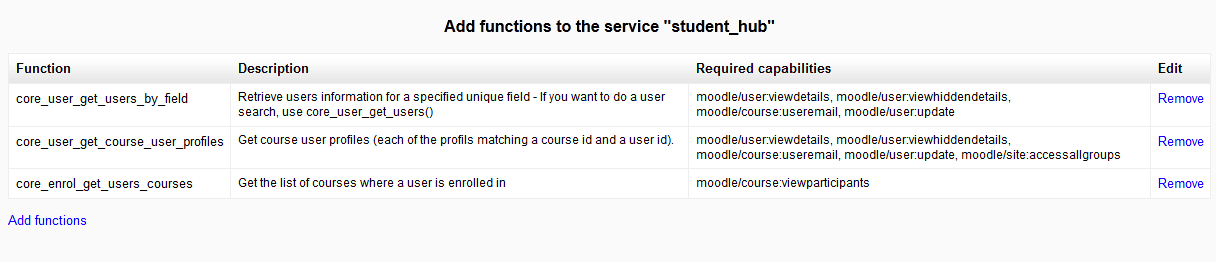 Add functions to the service "student_hub"
Function Description Required capabilities Edit
core_user_get_users_by_field Retrieve users information for a specified unique field - If you want to do a user moodle/user:viewdetails, moodle/user:viewhiddendetails, Remove
search, use core_user_get_users() moodle/course:useremail, moodle/user:update
core_user_get_course_user_profiles Get course user profiles (each of the profils matching a course id and a user id). moodle/user:viewdetails, moodle/user:viewhiddendetails, Remove
moodle/course:useremail, moodle/user:update, moodle/site:accessallgroups
core_enrol_get_users_courses Get the list of courses where a user is enrolled in moodle/course:viewparticipants Remove
Add functions